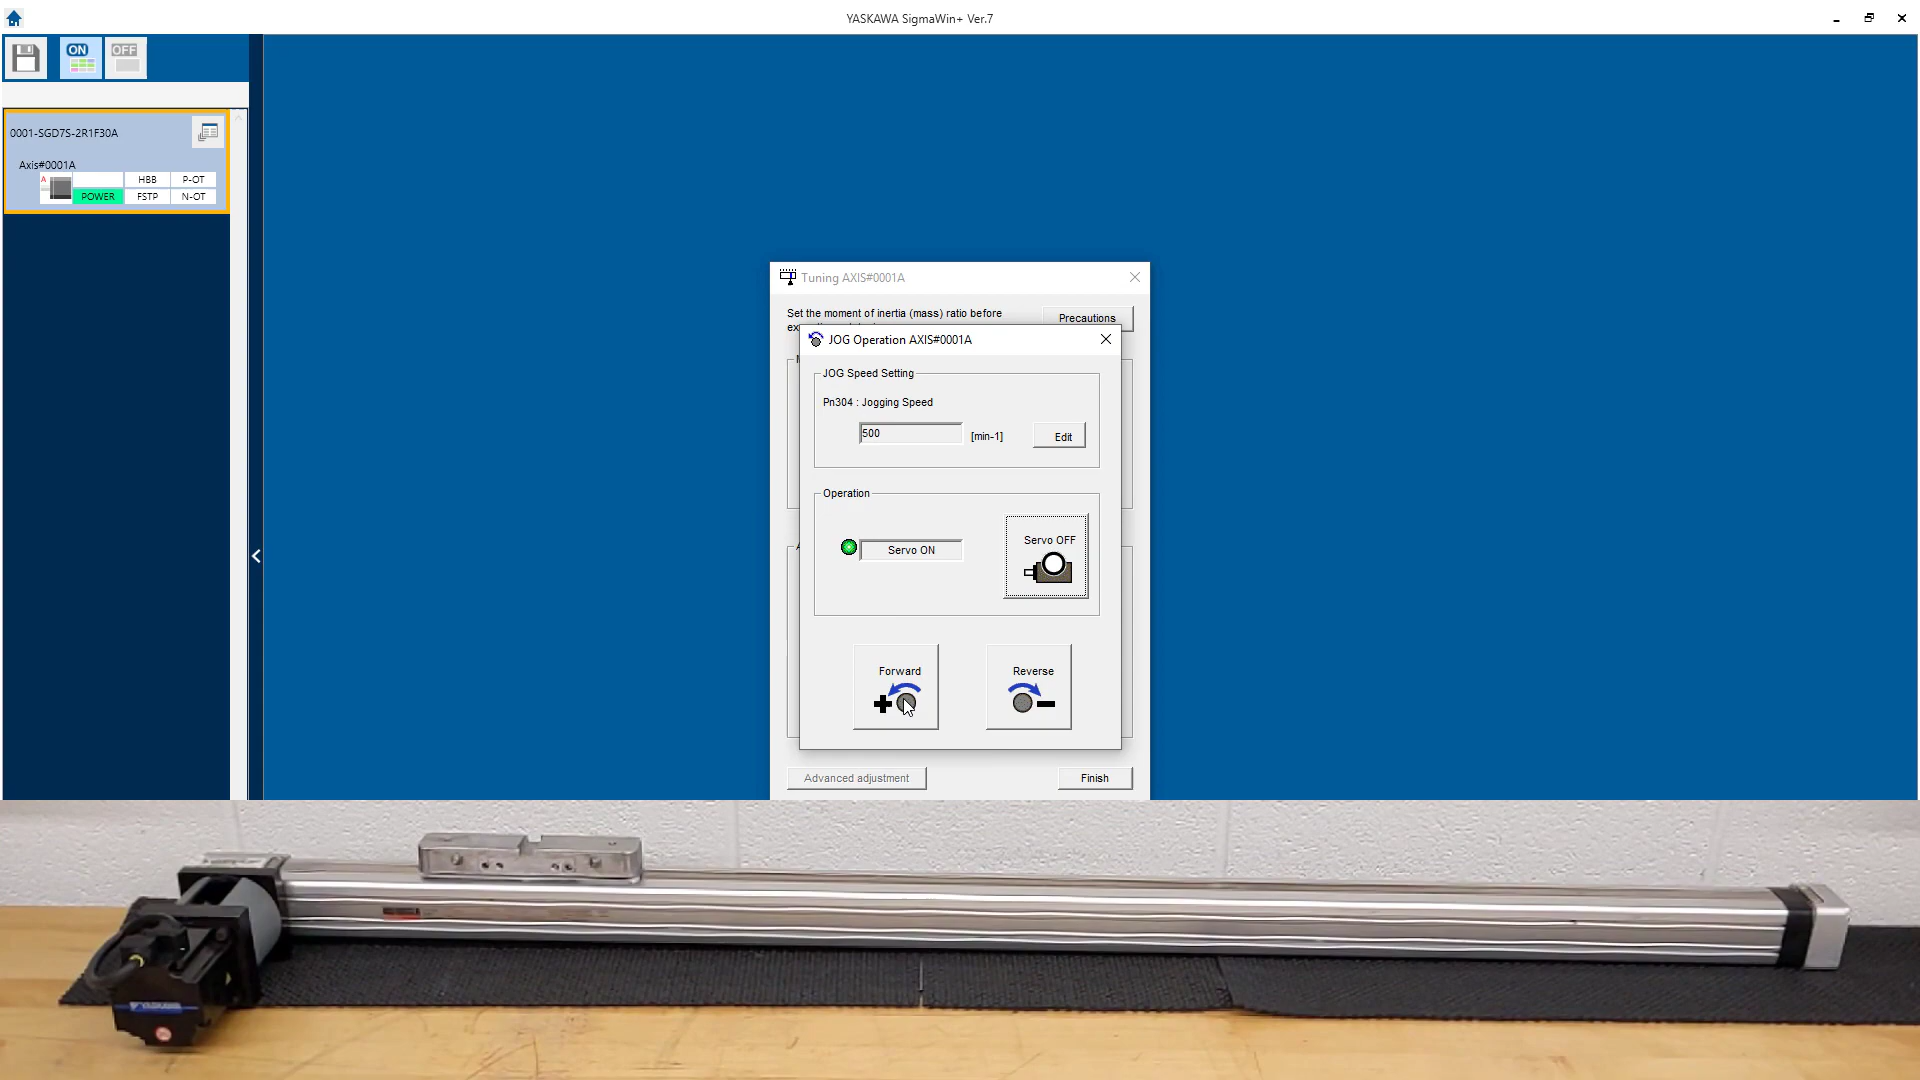 YASKAWA SigmaWin+ Ver.7
ON
OFF
0001-SGD7S-2R1F30A
Axis#0001A
A
HBB
P-OT
POWER
FSTP
N-OT
Tuning AXIS#0001A
Set the moment of inertia (mass) ratio before
Precautions
JOG Operation AXIS#0001A
JOG Speed Setting
Pn304 : Jogging Speed
500
[min-1]
Edit
Operation
Servo ON
Servo OFF
Forward
Reverse
Advanced adjustment
Finish
YASKAWA